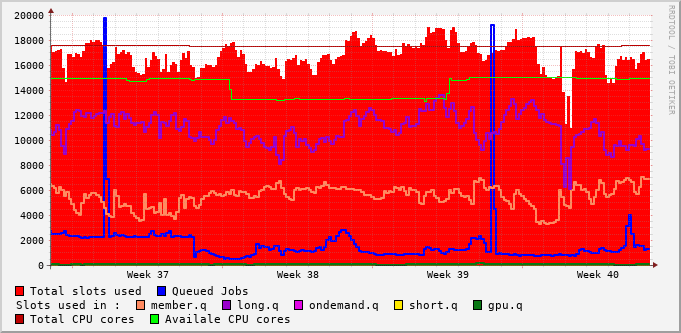 20000
18000
16000
14000
12000
10000
8000
6000
4000
2000
0
Week 37 Week 38 Week 39 Week 40
RRDTOOL / TOBI OETIKER
Total slots used Queued Jobs
Slots used in : member.q long.q ondemand.q short.q gpu.q
Total CPU cores Availale CPU cores